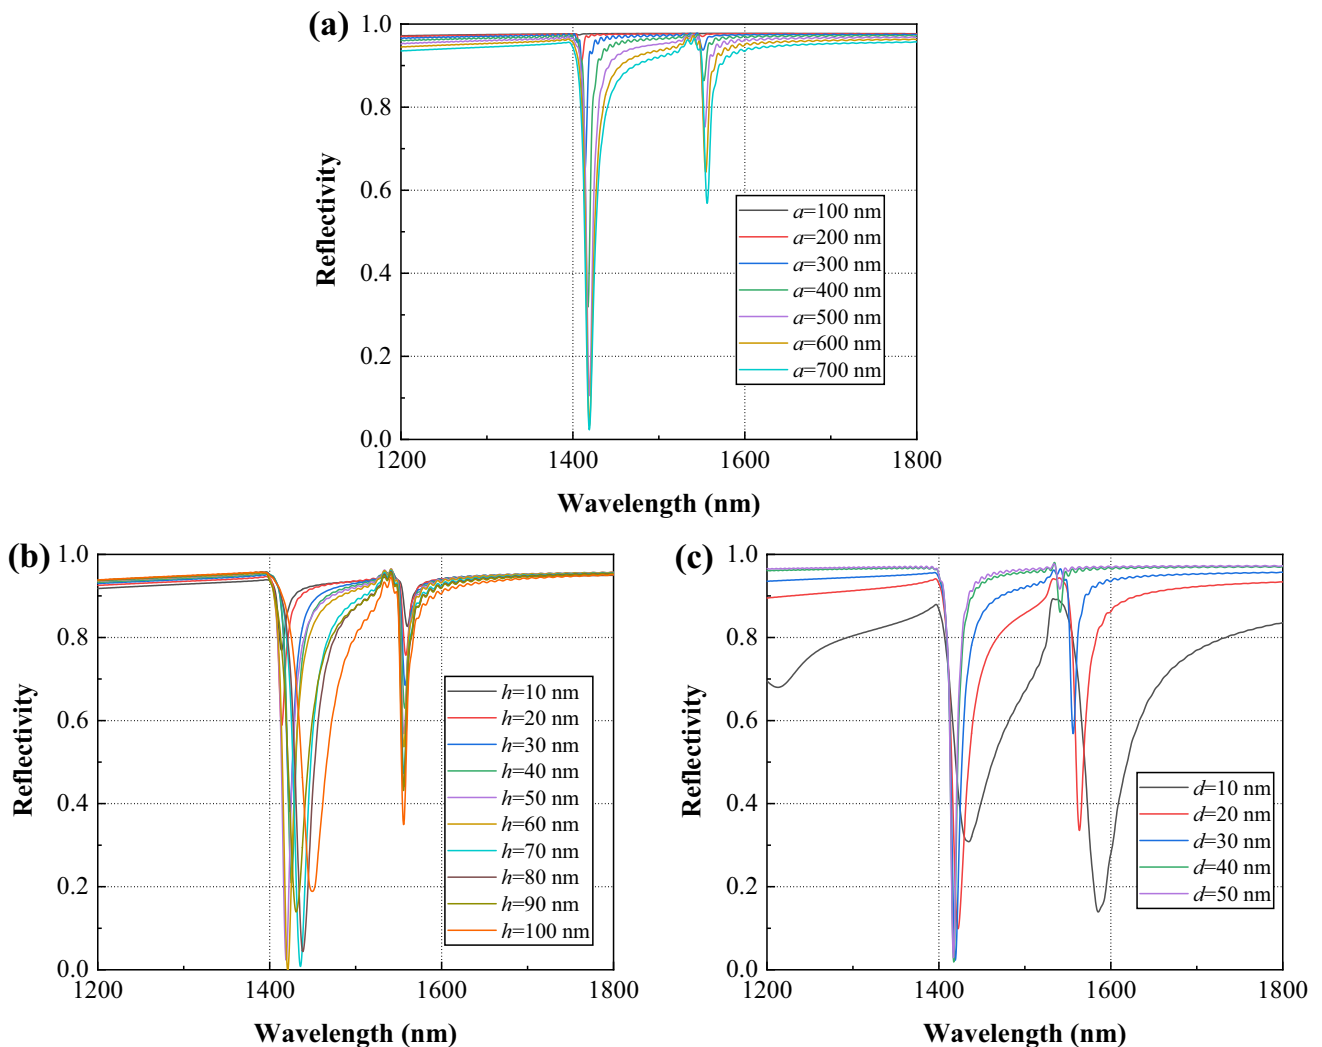 (a)
1.0
0.8
0.6
0.4
0.2
0.0
Reflectivity
a=100 nm
a=200 nm
a=300 nm
a=400 nm
a=500 nm
a=600 nm
a=700 nm
1200 1400 1600 1800
Wavelength (nm)
(b)
1.0
0.8
0.6
0.4
0.2
0.0
Reflectivity
h=10 nm
h=20 nm
h=30 nm
h=40 nm
h=50 nm
h=60 nm
h=70 nm
h=80 nm
h=90 nm
h=100 nm
1200 1400 1600 1800
Wavelength (nm)
(c)
1.0
0.8
0.6
0.4
0.2
0.0
Reflectivity
d=10 nm
d=20 nm
d=30 nm
d=40 nm
d=50 nm
1200 1400 1600 1800
Wavelength (nm)